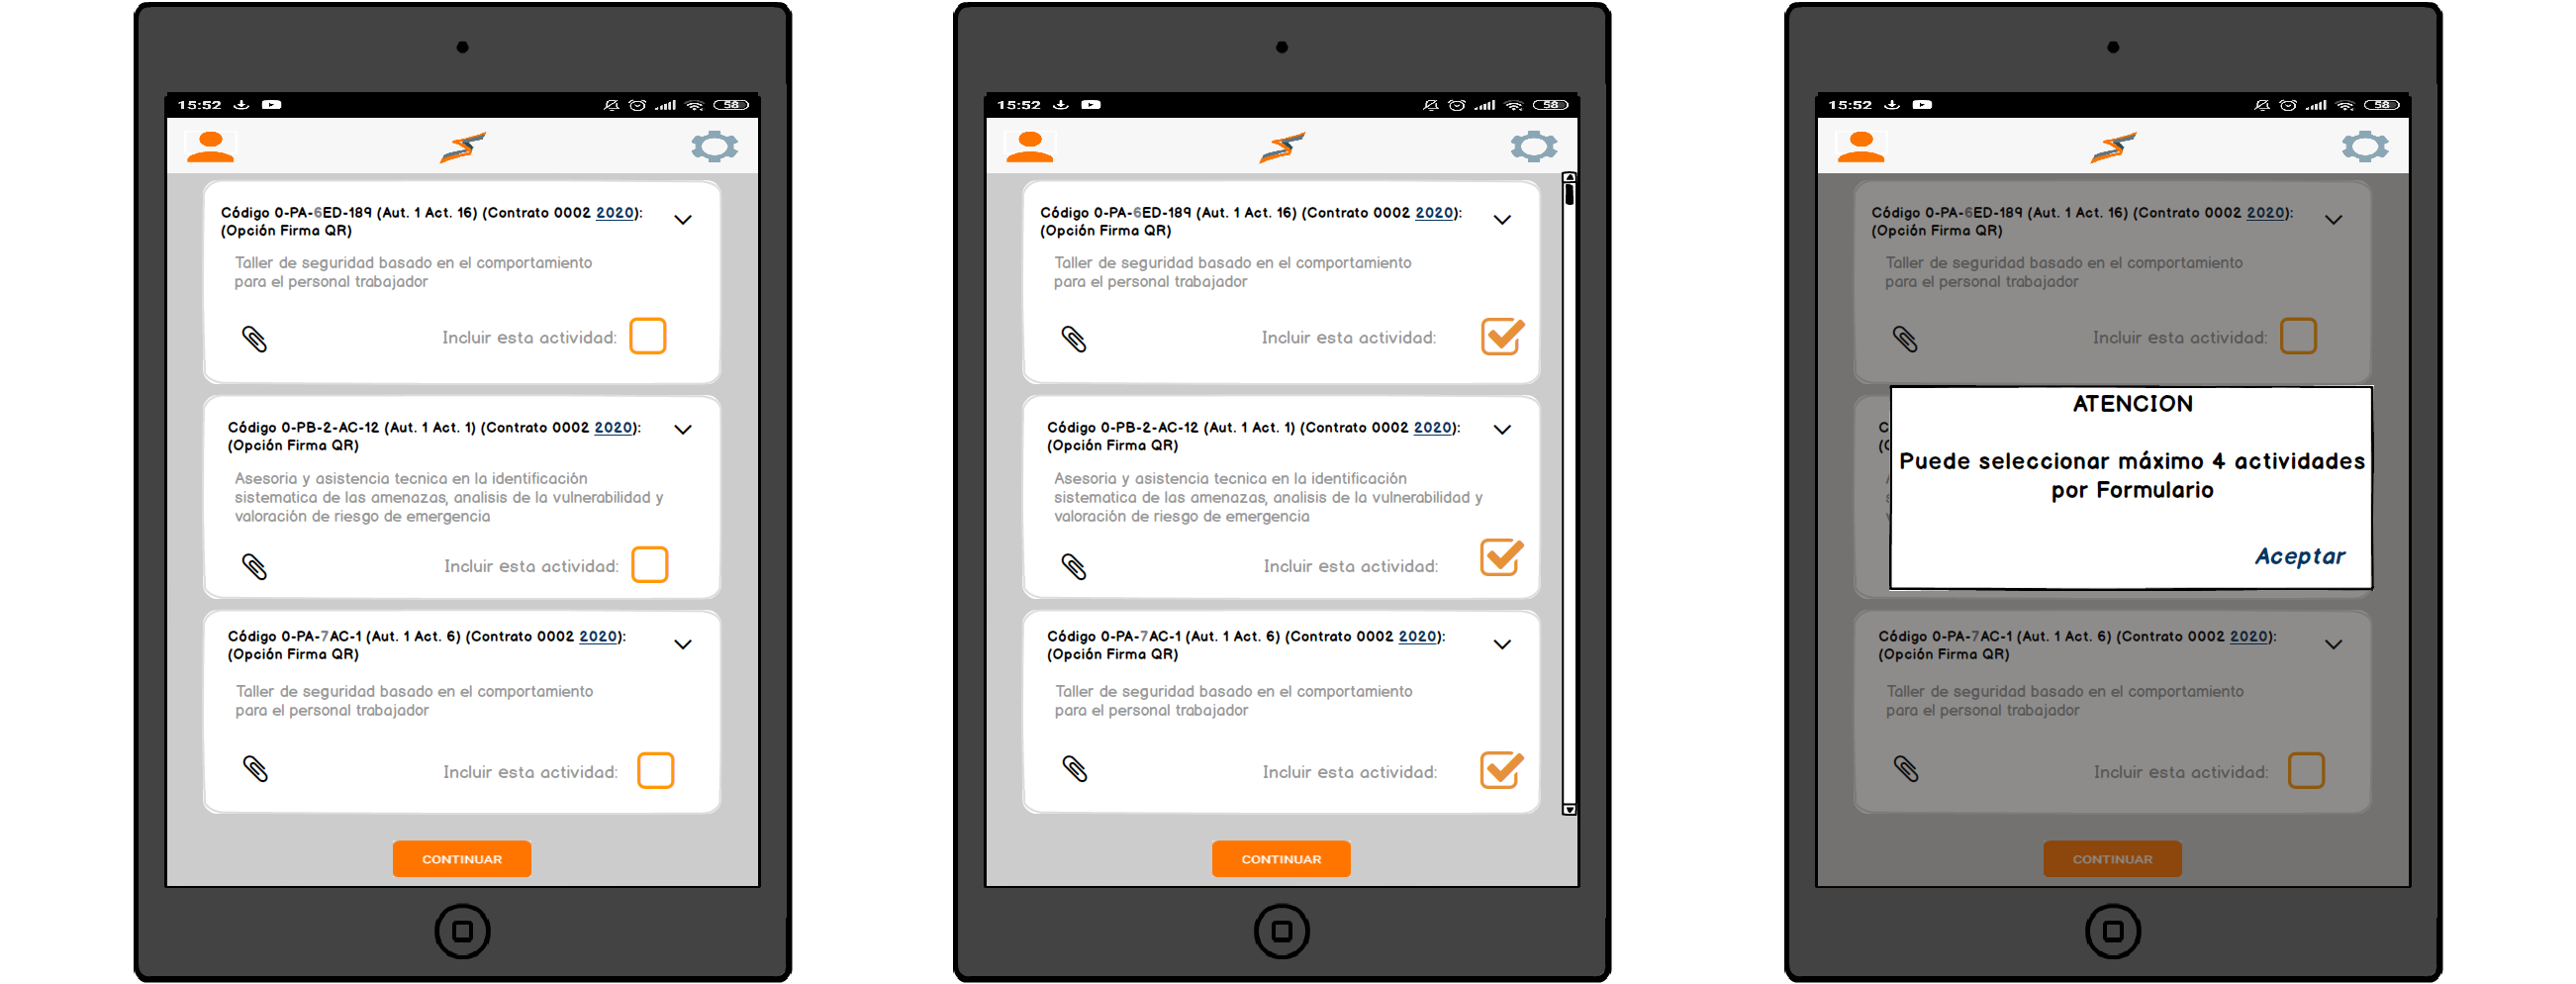 15:52
58
Código 0-PA-6ED-189 (Aut. 1 Act. 16) (Contrato 0002 2020):
(Opción Firma QR)
Taller de seguridad basado en el comportamiento
para el personal trabajador
Incluir esta actividad:
Código 0-PB-2-AC-12 (Aut. 1 Act. 1) (Contrato 0002 2020):
(Opción Firma QR)
Asesoria y asistencia tecnica en la identificación
sistematica de las amenazas, analisis de la vulnerabilidad y
valoración de riesgo de emergencia
Incluir esta actividad:
Código 0-PA-7AC-1 (Aut. 1 Act. 6) (Contrato 0002 2020):
(Opción Firma QR)
Taller de seguridad basado en el comportamiento
para el personal trabajador
Incluir esta actividad:
CONTINUAR
15:52
58
Código 0-PA-6ED-189 (Aut. 1 Act. 16) (Contrato 0002 2020):
(Opción Firma QR)
Taller de seguridad basado en el comportamiento
para el personal trabajador
Incluir esta actividad:
Código 0-PB-2-AC-12 (Aut. 1 Act. 1) (Contrato 0002 2020):
(Opción Firma QR)
Asesoria y asistencia tecnica en la identificación
sistematica de las amenazas, analisis de la vulnerabilidad y
valoración de riesgo de emergencia
Incluir esta actividad:
Código 0-PA-7AC-1 (Aut. 1 Act. 6) (Contrato 0002 2020):
(Opción Firma QR)
Taller de seguridad basado en el comportamiento
para el personal trabajador
Incluir esta actividad:
CONTINUAR
15:52
58
Código 0-PA-6ED-189 (Aut. 1 Act. 16) (Contrato 0002 2020):
(Opción Firma QR)
Taller de seguridad basado en el comportamiento
para el personal trabajador
Incluir esta actividad:
ATENCION
Puede seleccionar máximo 4 actividades
por Formulario
Aceptar
Código 0-PA-7AC-1 (Aut. 1 Act. 6) (Contrato 0002 2020):
(Opción Firma QR)
Taller de seguridad basado en el comportamiento
para el personal trabajador
Incluir esta actividad:
CONTINUAR